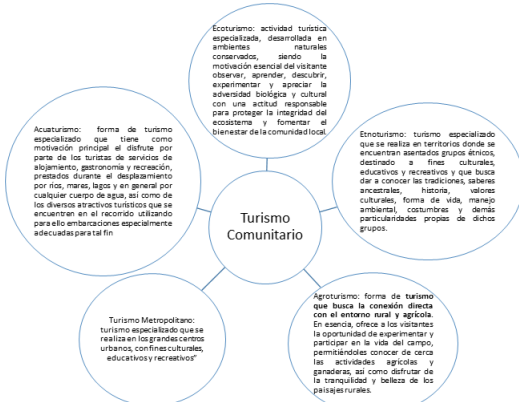 Ecoturismo: actividad turística
especializada, desarrollada en
ambientes naturales
conservados, siendo la
motivación esencial del visitante
observar, aprender, descubrir,
experimentar y apreciar la
adversidad biológica y cultural
con una actitud responsable
para proteger la integridad del
ecosistema y fomentar el
bienestar de la comunidad local.
Acuaturismo: forma de turismo
especializado que tiene como
motivación principal el disfrute por
parte de los turistas de servicios de
alojamiento, gastronomía y recreación,
prestados durante el desplazamiento
por ríos, mares, lagos y en general por
cualquier cuerpo de agua, así como de
los diversos atractivos turísticos que se
encuentran en el recorrido utilizando
para ello embarcaciones especialmente
adecuadas para tal fin
Etnoturismo: turismo especializado
que se realiza en territorios donde se
encuentran asentados grupos étnicos,
destinado a fines culturales,
educativos y recreativos y que busca
dar a conocer las tradiciones, saberes
ancestrales, historia, valores
culturales, forma de vida, manejo
ambiental, costumbres y demás
particularidades propias de dichos
grupos.
Turismo
Comunitario
Turismo Metropolitano:
turismo especializado que se
realiza en los grandes centros
urbanos, con fines culturales,
educativos y recreativos”
Agroturismo: forma de turismo
que busca la conexión directa
con el entorno rural y agrícola.
En esencia, ofrece a los visitantes
la oportunidad de experimentar y
participar en la vida del campo,
permitiéndoles conocer de cerca
las actividades agrícolas y
ganaderas, así como disfrutar de
la tranquilidad y belleza de los
paisajes rurales.